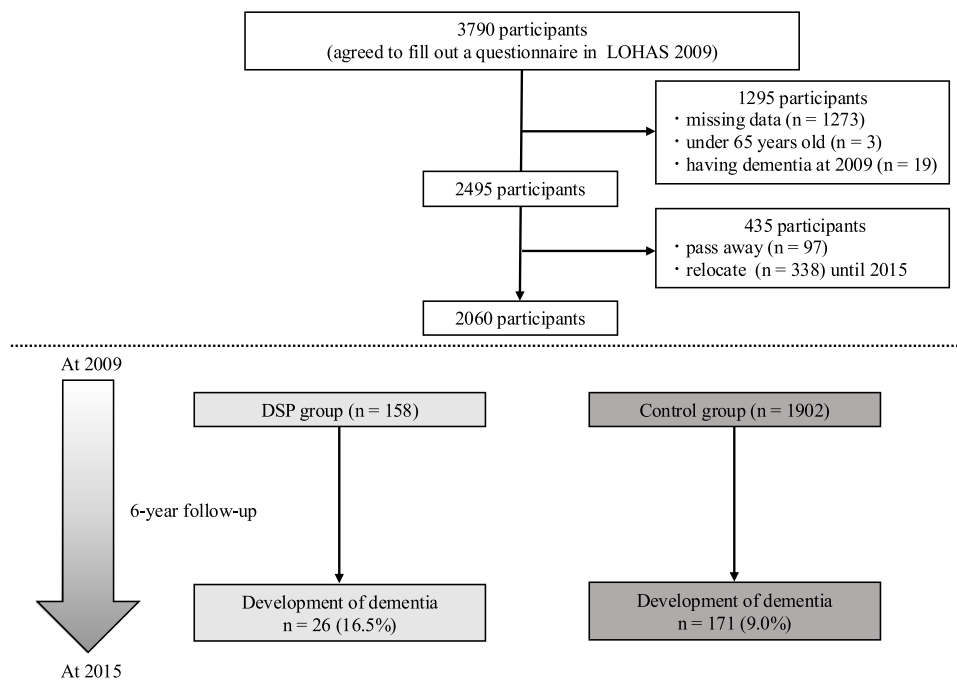 3790 participants
(agreed to fill out a questionnaire in LOHAS 2009)
1295 participants
・missing data (n = 1273)
・under 65 years old (n = 3)
・having dementia at 2009 (n = 19)
2495 participants
435 participants
・pass away (n = 97)
・relocate (n = 338) until 2015
2060 participants
At 2009
DSP group (n = 158)
Control group (n = 1902)
6-year follow-up
Development of dementia
n = 26 (16.5%)
Development of dementia
n = 171 (9.0%)
At 2015